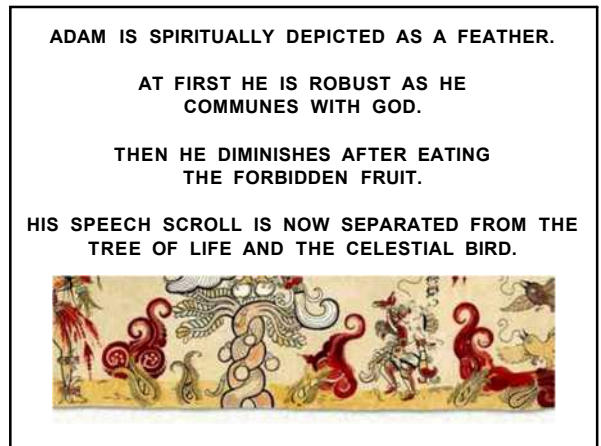 ADAM IS SPIRITUALLY DEPICTED AS A FEATHER.
AT FIRST HE IS ROBUST AS HE
COMMUNES WITH GOD.
THEN HE DIMINISHES AFTER EATING
THE FORBIDDEN FRUIT.
HIS SPEECH SCROLL IS NOW SEPARATED FROM THE
TREE OF LIFE AND THE CELESTIAL BIRD.